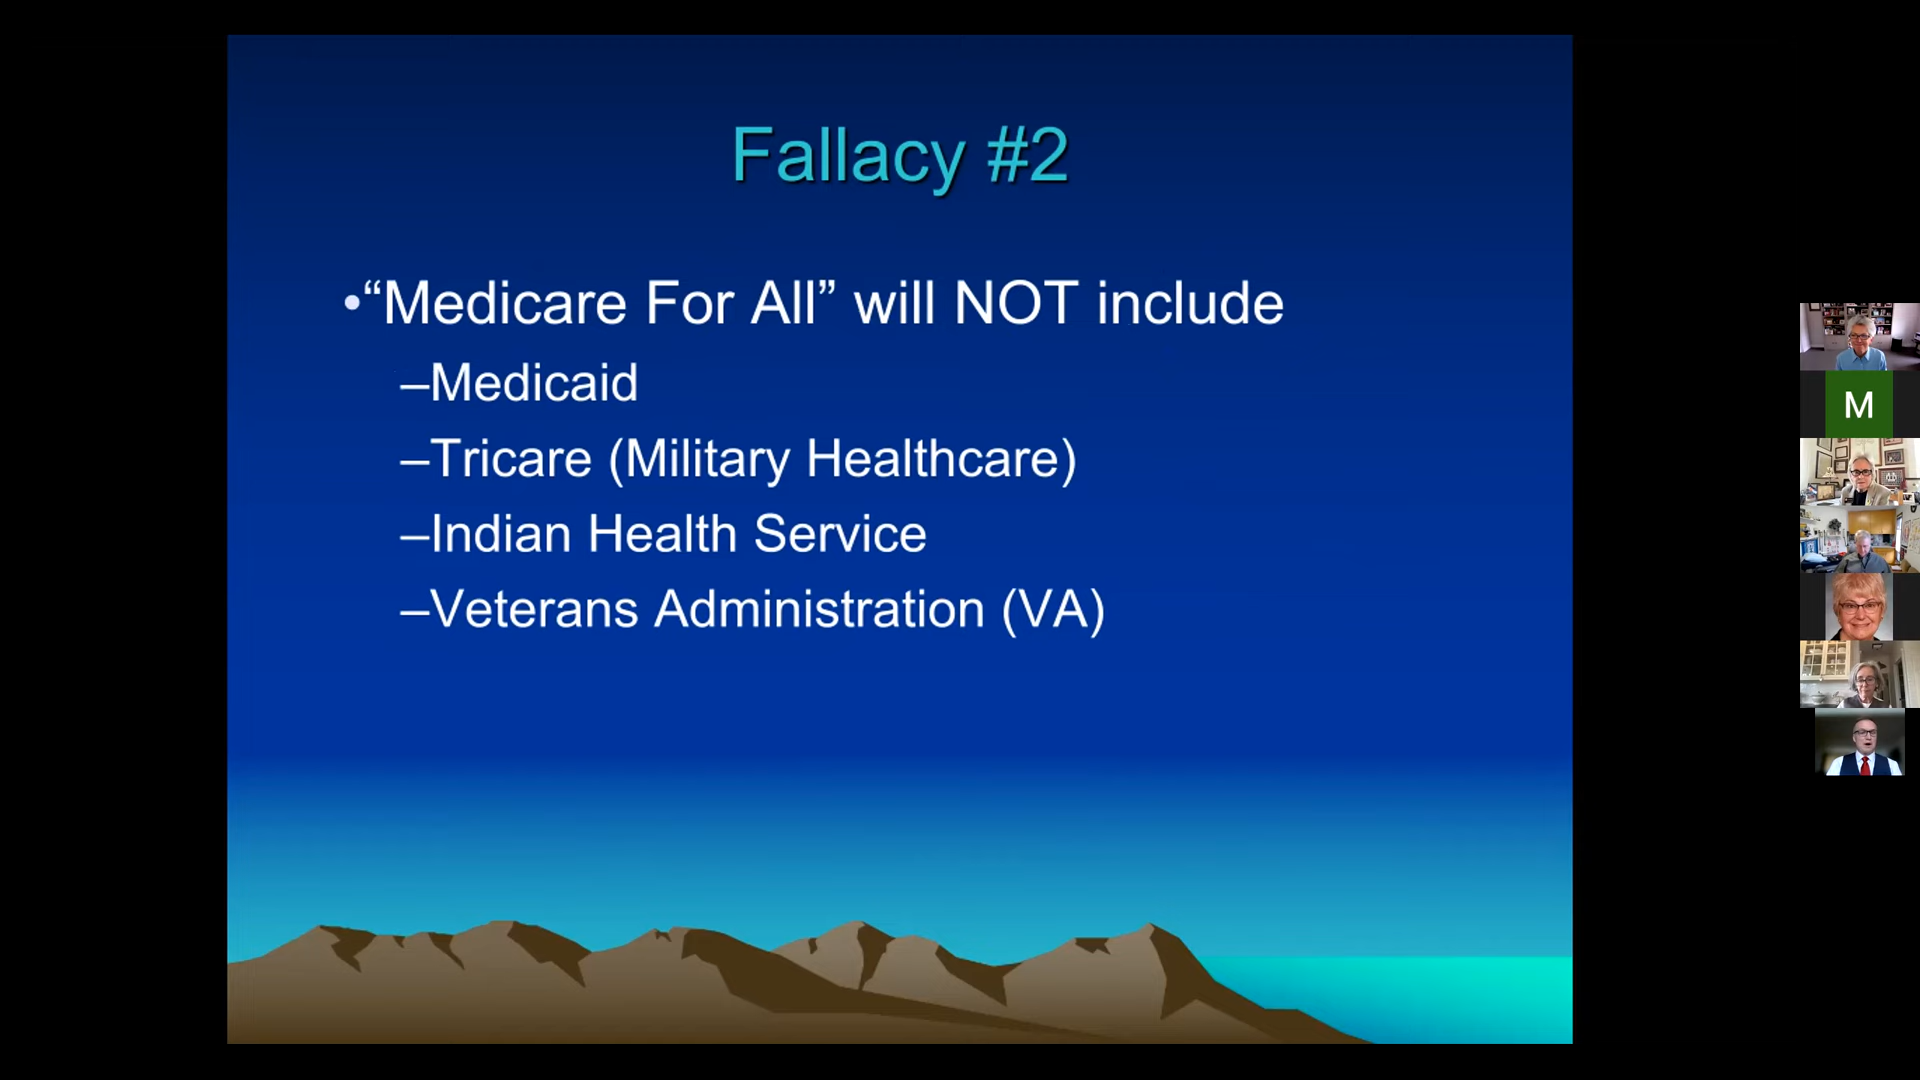 Fallacy #2
•“Medicare For All” will NOT include
–Medicaid
–Tricare (Military Healthcare)
–Indian Health Service
–Veterans Administration (VA)
M